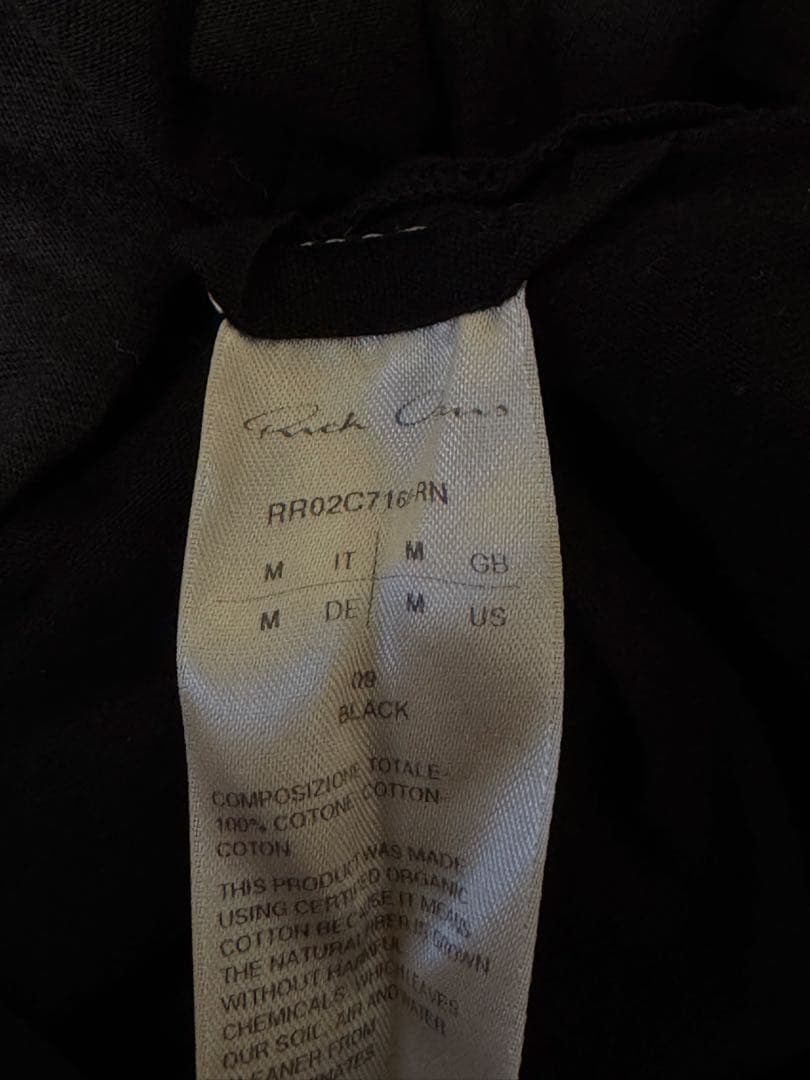 Rick Owens
RR02C7164-RN
M IT M GB
M DE M US
09
BLACK
COMPOSIZIONE TOTALE-
100% COTONE COTTON-
COTON
THIS PRODUCT WAS MADE
USING CERTIFIED ORGANIC
COTTON BECAUSE IT MEANS
THE NATURAL FIBER IS GROWN
WITHOUT HARMFUL
CHEMICALS, WHICH LEAVES
OUR SOIL, AIR AND WATER
CLEANER FROM